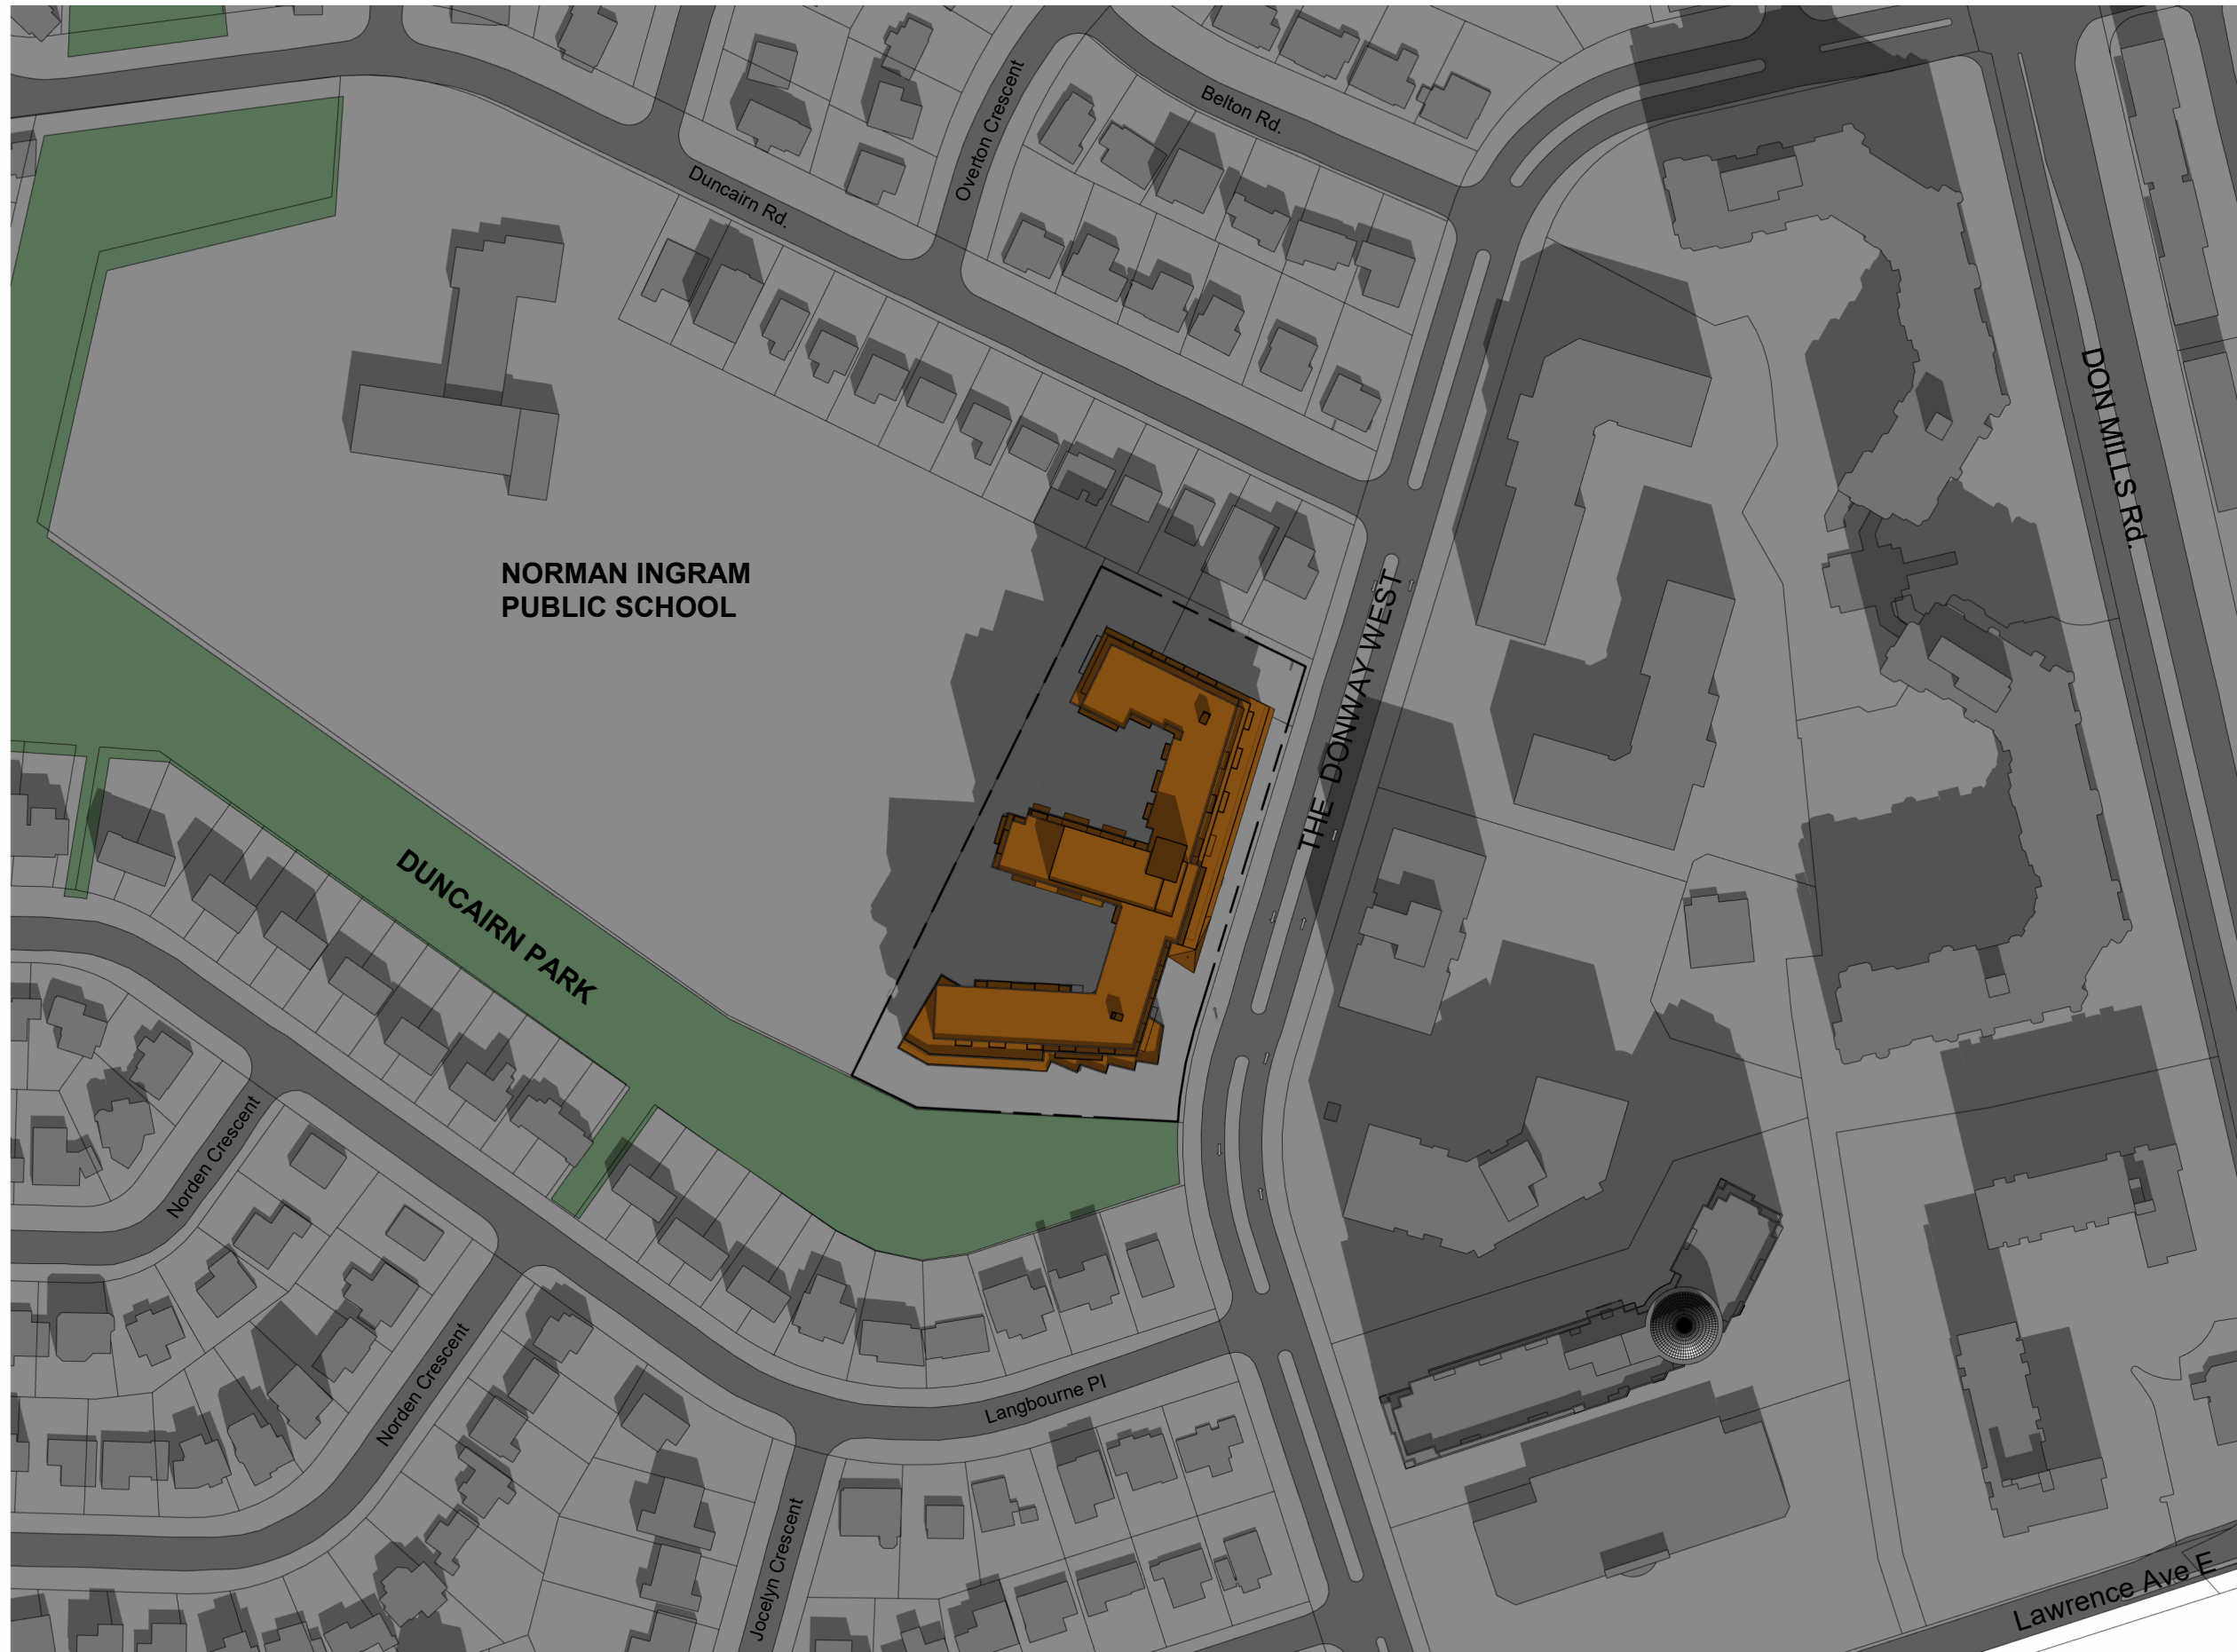 Belton Rd.
Overton Crescent
Duncairn Rd.
DON MILLS Rd.
NORMAN INGRAM
PUBLIC SCHOOL
THE DONWAY WEST
DUNCAIRN PARK
Norden Crescent
Norden Crescent
Langbourne Pl
Jocelyn Crescent
Lawrence Ave E